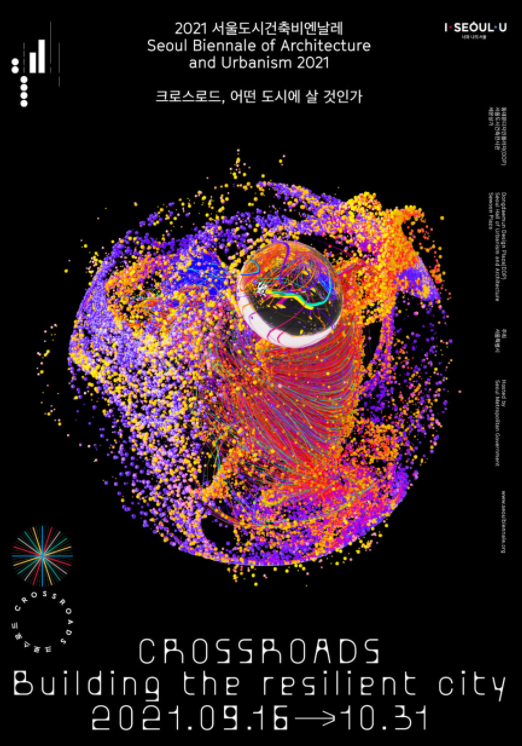 2021 서울도시건축비엔날레
Seoul Biennale of Architecture
and Urbanism 2021
크로스로드, 어떤 도시에 살 것인가
I·SEOUL·U
너와 나의 서울
동대문디자인플라자(DDP)
서울도시건축전시관
세운상가
Dongdaemun Design Plaza(DDP)
Seoul Hall of Urbanism and Architecture
Sewoon Plaza
주최
서울특별시
Hosted by
Seoul Metropolitan Government
www.seoulbiennale.org
CROSSROADS
크로스로드
CROSSROADS
Building the resilient city
2021.09.16→10.31